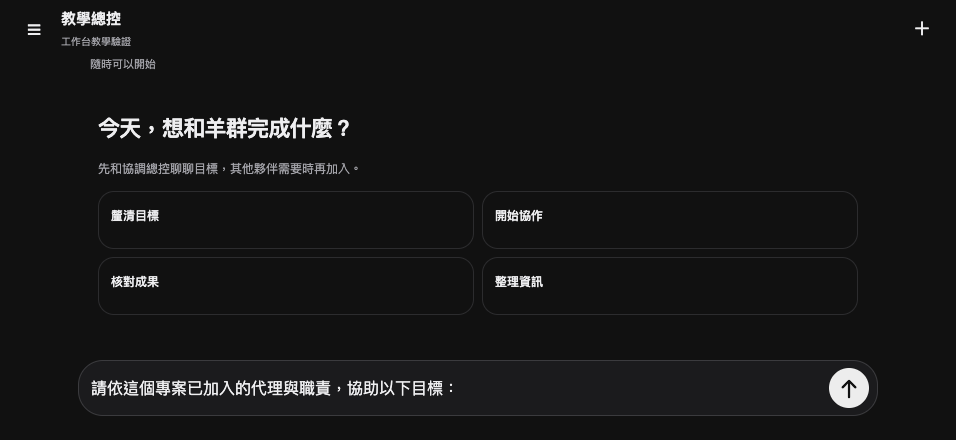 教學總控
工作台教學驗證
隨時可以開始
今天，想和羊群完成什麼？
先和協調總控聊聊目標，其他夥伴需要時再加入。
釐清目標
開始協作
核對成果
整理資訊
請依這個專案已加入的代理與職責，協助以下目標：